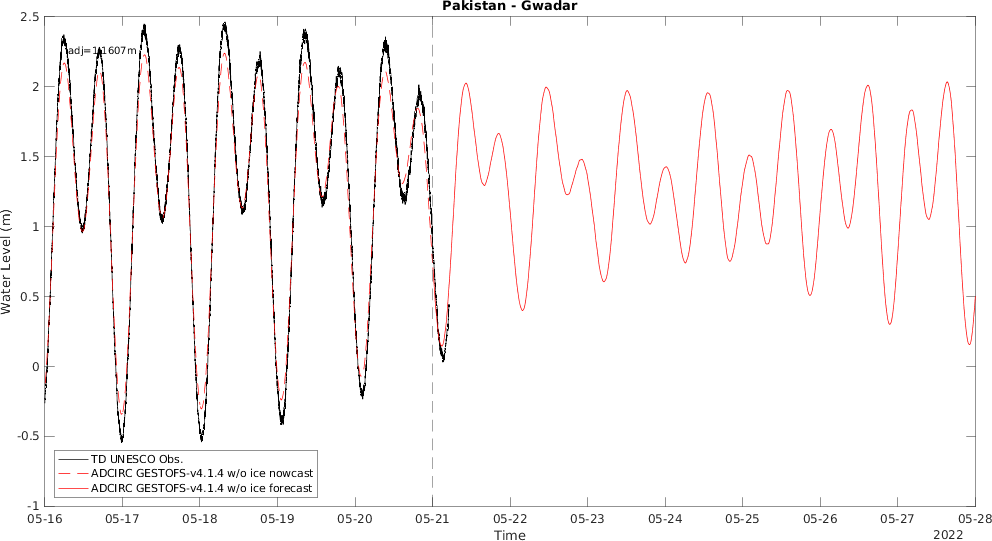 Pakistan - Gwadar
adj=1.1607m
2.5
2
1.5
1
0.5
0
-0.5
-1
Water Level (m)
TD UNESCO Obs.
ADCIRC GESTOFS-v4.1.4 w/o ice nowcast
ADCIRC GESTOFS-v4.1.4 w/o ice forecast
05-16 05-17 05-18 05-19 05-20 05-21 05-22 05-23 05-24 05-25 05-26 05-27 05-28
Time
2022